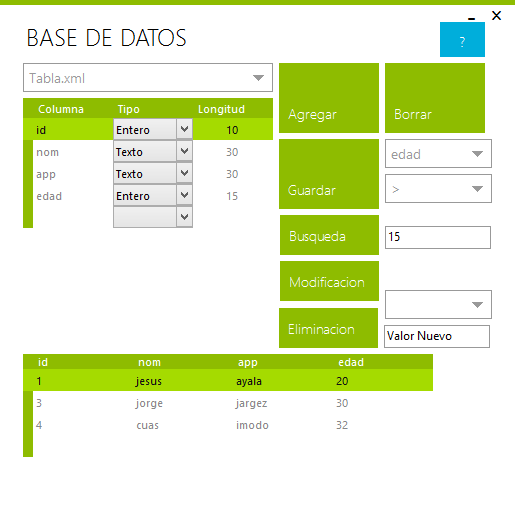 BASE DE DATOS
?
Tabla.xml
Agregar
Borrar
Columna Tipo Longitud
id Entero 10
nom Texto 30
app Texto 30
edad Entero 15
Guardar
edad
>
Busqueda
15
Modificacion
Eliminacion
Valor Nuevo
id nom app edad
1 jesus ayala 20
3 jorge jargez 30
4 cuas imodo 32